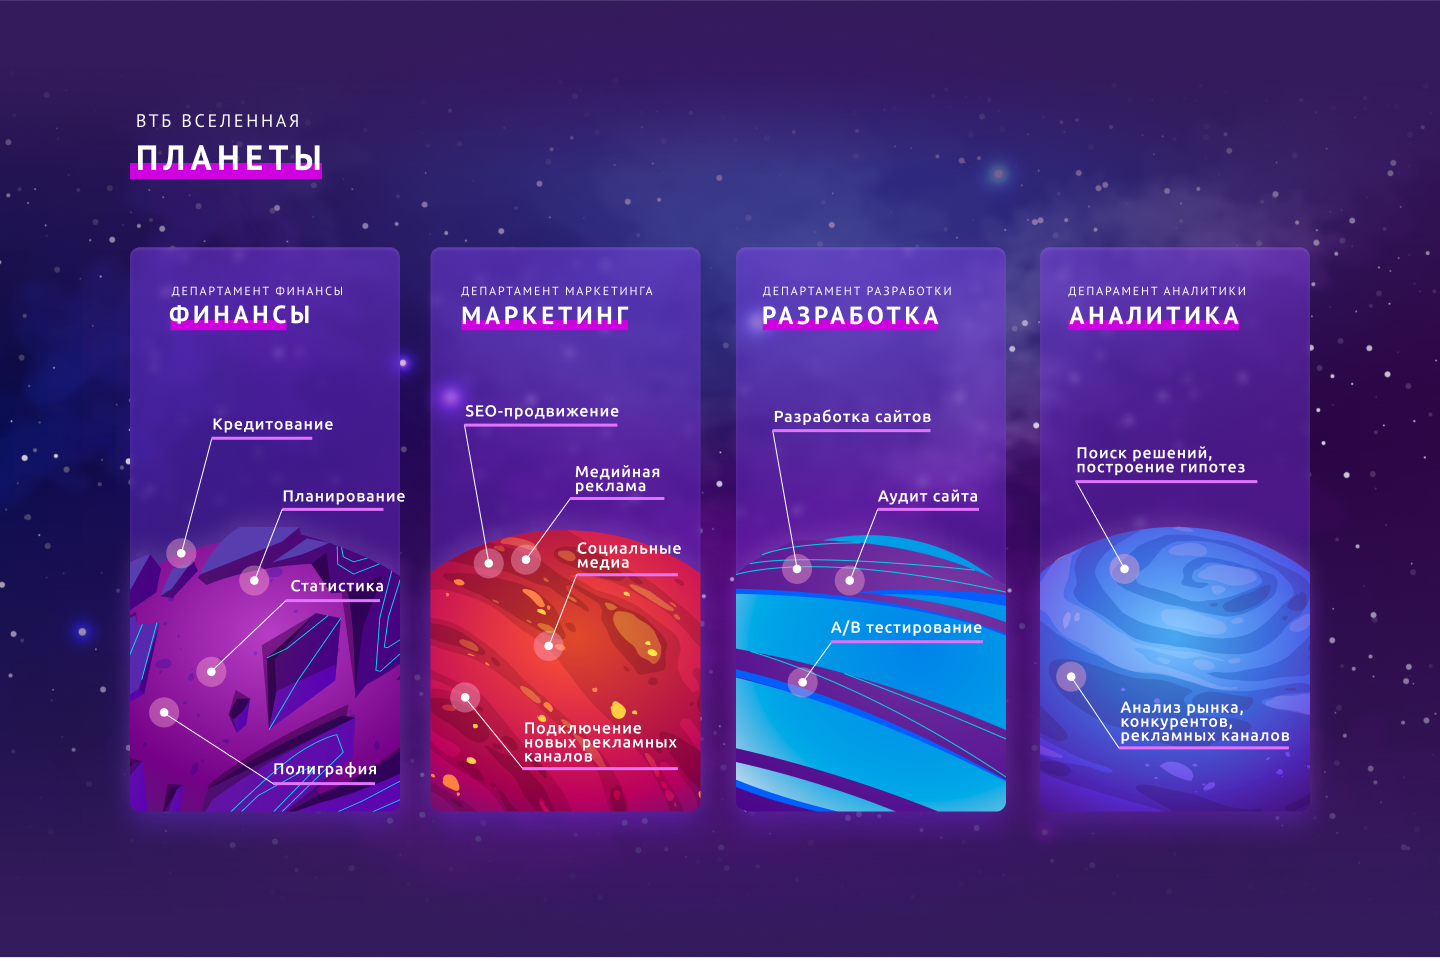 ВТБ ВСЕЛЕННАЯ
ПЛАНЕТЫ
ДЕПАРТАМЕНТ ФИНАНСЫ
ФИНАНСЫ
Кредитование
Планирование
Статистика
Полиграфия
ДЕПАРТАМЕНТ МАРКЕТИНГА
МАРКЕТИНГ
SEO-продвижение
Медийная
реклама
Социальные
медиа
Подключение
новых рекламных
каналов
ДЕПАРТАМЕНТ РАЗРАБОТКИ
РАЗРАБОТКА
Разработка сайтов
Аудит сайта
A/B тестирование
ДЕПАРАМЕНТ АНАЛИТИКИ
АНАЛИТИКА
Поиск решений,
построение гипотез
Анализ рынка,
конкурентов,
рекламных каналов